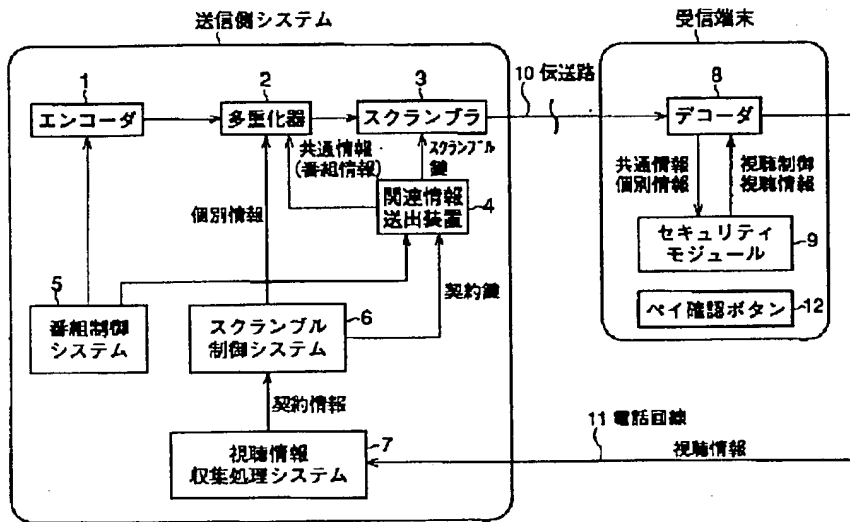 送信側システム
受信端末
1
2
3
10 伝送路
8
エンコーダ
多重化器
スクランブラ
デコーダ
共通情報
(番組情報)
スクランブル
鍵
共通情報
個別情報
視聴制御
視聴情報
個別情報
関連情報
送出装置
4
セキュリティ
モジュール
9
5
番組制御
システム
6
スクランブル
制御システム
契約鍵
ペイ確認ボタン
12
契約情報
7
視聴情報
収集処理システム
11 電話回線
視聴情報